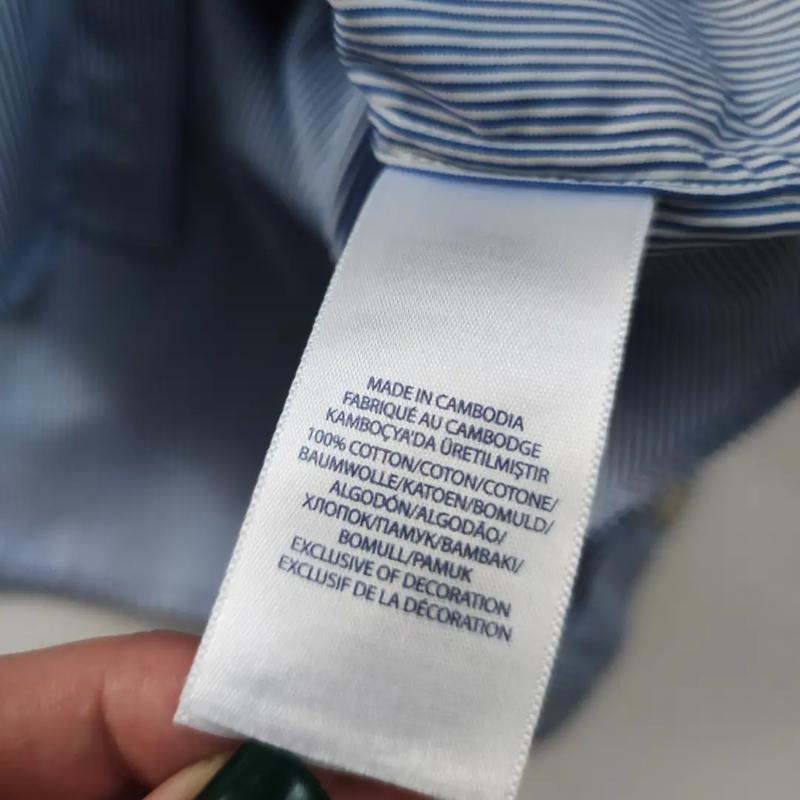 MADE IN CAMBODIA
FABRIQUÉ AU CAMBODGE
KAMBOÇYA'DA ÜRETILMIŞTIR
100% COTTON/COTON/COTONE/
BAUMWOLLE/KATOEN/BOMULD/
ALGODÓN/ALGODÃO/
ХЛОПОК/ПАМУК/BAMBAKI/
BOMULL/PAMUK
EXCLUSIVE OF DECORATION
EXCLUSIF DE LA DÉCORATION